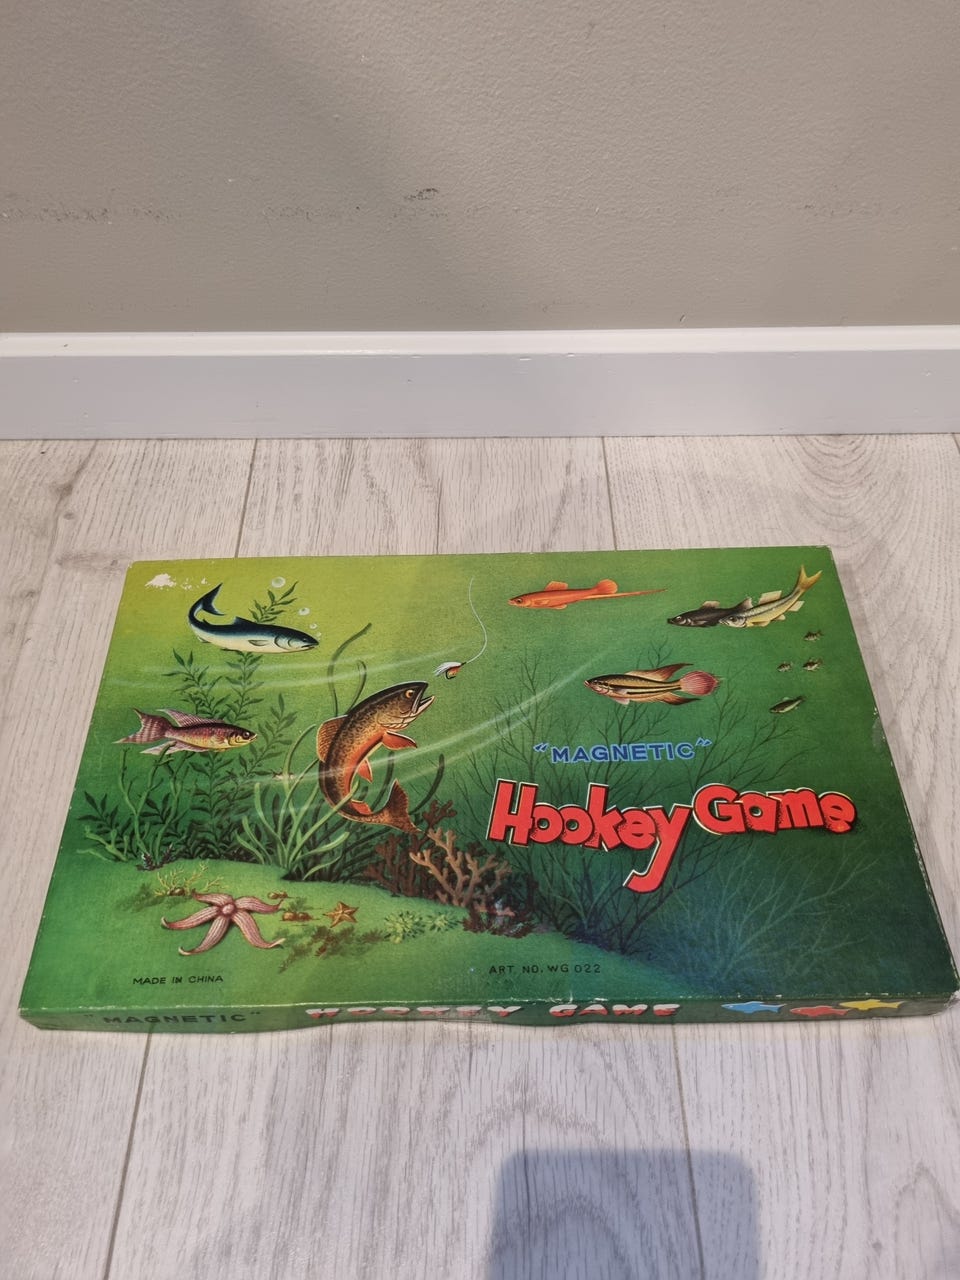 "MAGNETIC"
Hookey Game
MADE IN CHINA
ART. NO. WG 022
"MAGNETIC" HOOKEY GAME